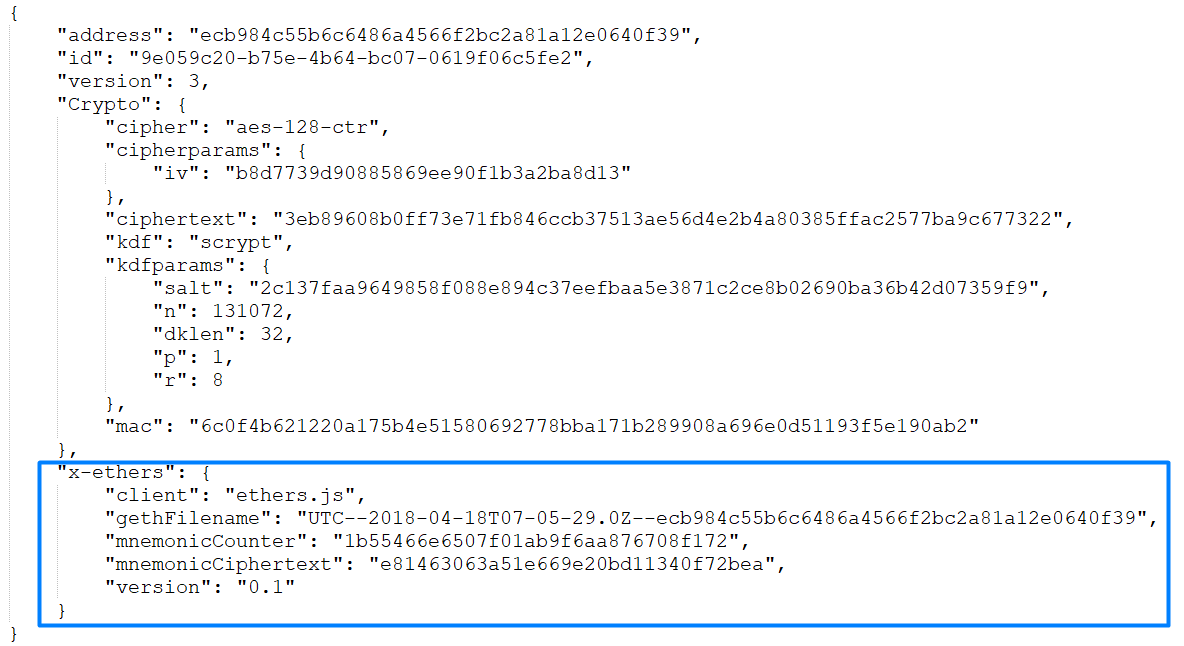 {
"address": "ecb984c55b6c6486a4566f2bc2a81a12e0640f39",
"id": "9e059c20-b75e-4b64-bc07-0619f06c5fe2",
"version": 3,
"Crypto": {
"cipher": "aes-128-ctr",
"cipherparams": {
"iv": "b8d7739d90885869ee90f1b3a2ba8d13"
},
"ciphertext": "3eb89608b0ff73e71fb846ccb37513ae56d4e2b4a80385ffac2577ba9c677322",
"kdf": "scrypt",
"kdfparams": {
"salt": "2c137faa9649858f088e894c37eefbaa5e3871c2ce8b02690ba36b42d07359f9",
"n": 131072,
"dklen": 32,
"p": 1,
"r": 8
},
"mac": "6c0f4b621220a175b4e51580692778bba171b289908a696e0d51193f5e190ab2"
},
"x-ethers": {
"client": "ethers.js",
"gethFilename": "UTC--2018-04-18T07-05-29.0Z--ecb984c55b6c6486a4566f2bc2a81a12e0640f39",
"mnemonicCounter": "1b55466e6507f01ab9f6aa876708f172",
"mnemonicCiphertext": "e81463063a51e669e20bd11340f72bea",
"version": "0.1"
}
}